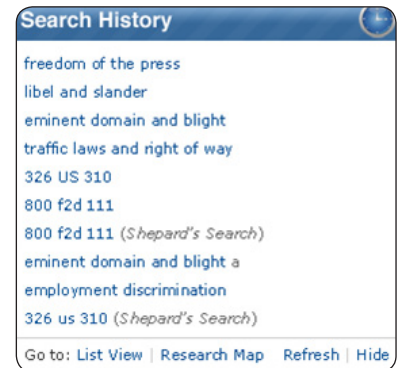 Search History
freedom of the press
libel and slander
eminent domain and blight
traffic laws and right of way
326 US 310
800 f2d 111
800 f2d 111 (Shepard's Search)
eminent domain and blight a
employment discrimination
326 us 310 (Shepard's Search)
Go to: List View | Research Map Refresh | Hide